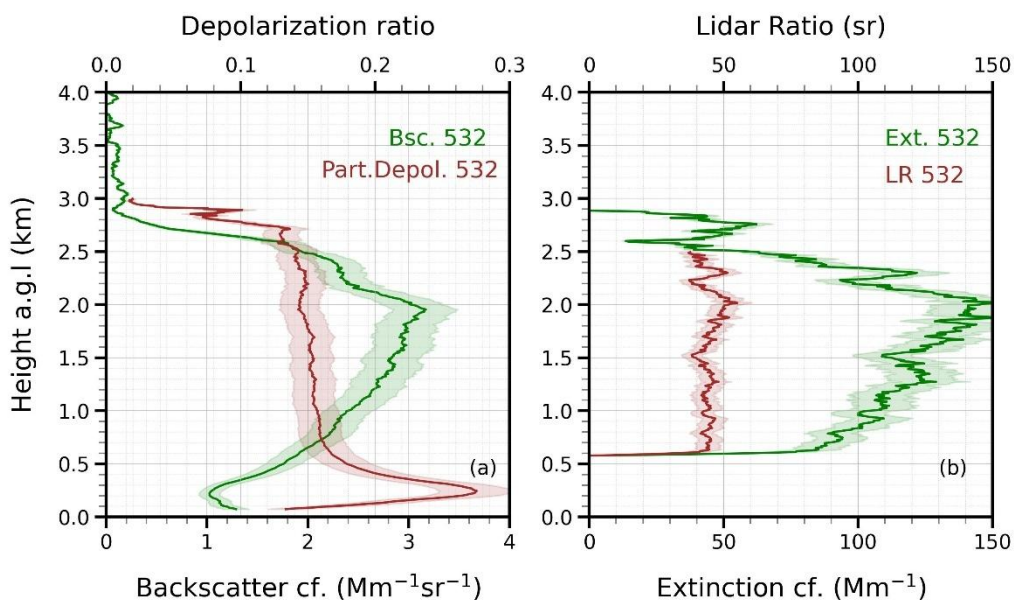 Depolarization ratio
0.0 0.1 0.2 0.3
4.0
3.5
3.0
2.5
2.0
1.5
1.0
0.5
0.0
Height a.g.l (km)
Bsc. 532
Part.Depol. 532
(a)
0 1 2 3 4
Backscatter cf. (Mm⁻¹sr⁻¹)
Lidar Ratio (sr)
0 50 100 150
4.0
3.5
3.0
2.5
2.0
1.5
1.0
0.5
0.0
Ext. 532
LR 532
(b)
0 50 100 150
Extinction cf. (Mm⁻¹)